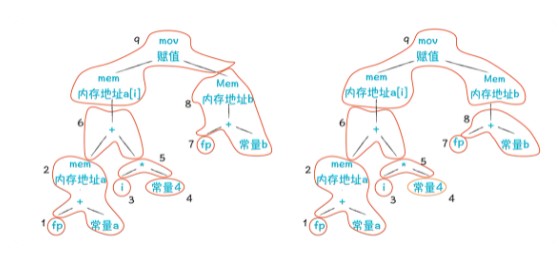 9 mov
赋值
mem
内存地址a[i]
Mem
内存地址b
6
+
8
+
5
*
7 fp
常量b
2 mem
内存地址a
i
常量4
3
4
+
1 fp
常量a
9 mov
赋值
mem
内存地址a[i]
Mem
内存地址b
6
+
8
+
5
*
7 fp
常量b
2 mem
内存地址a
i
常量4
3
4
+
1 fp
常量a